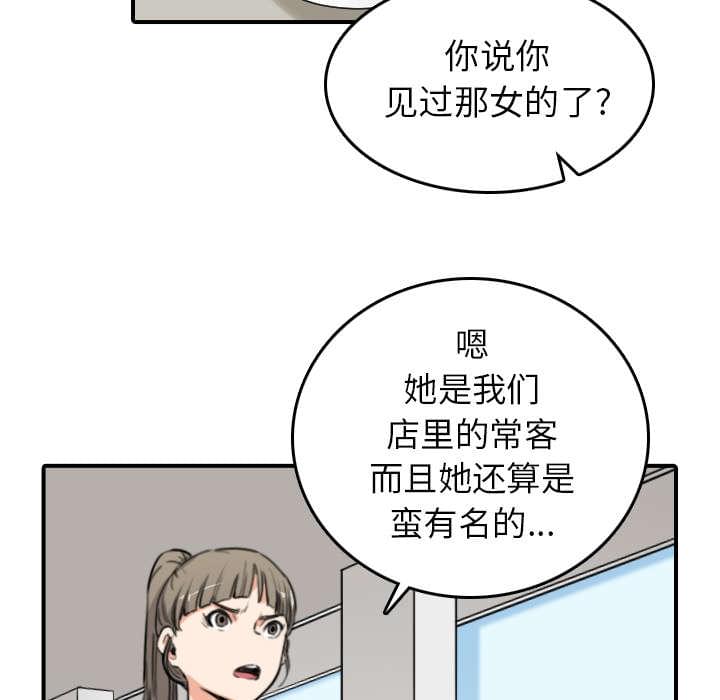 你说你
见过那女的了?
嗯
她是我们
店里的常客
而且她还算是
蛮有名的...